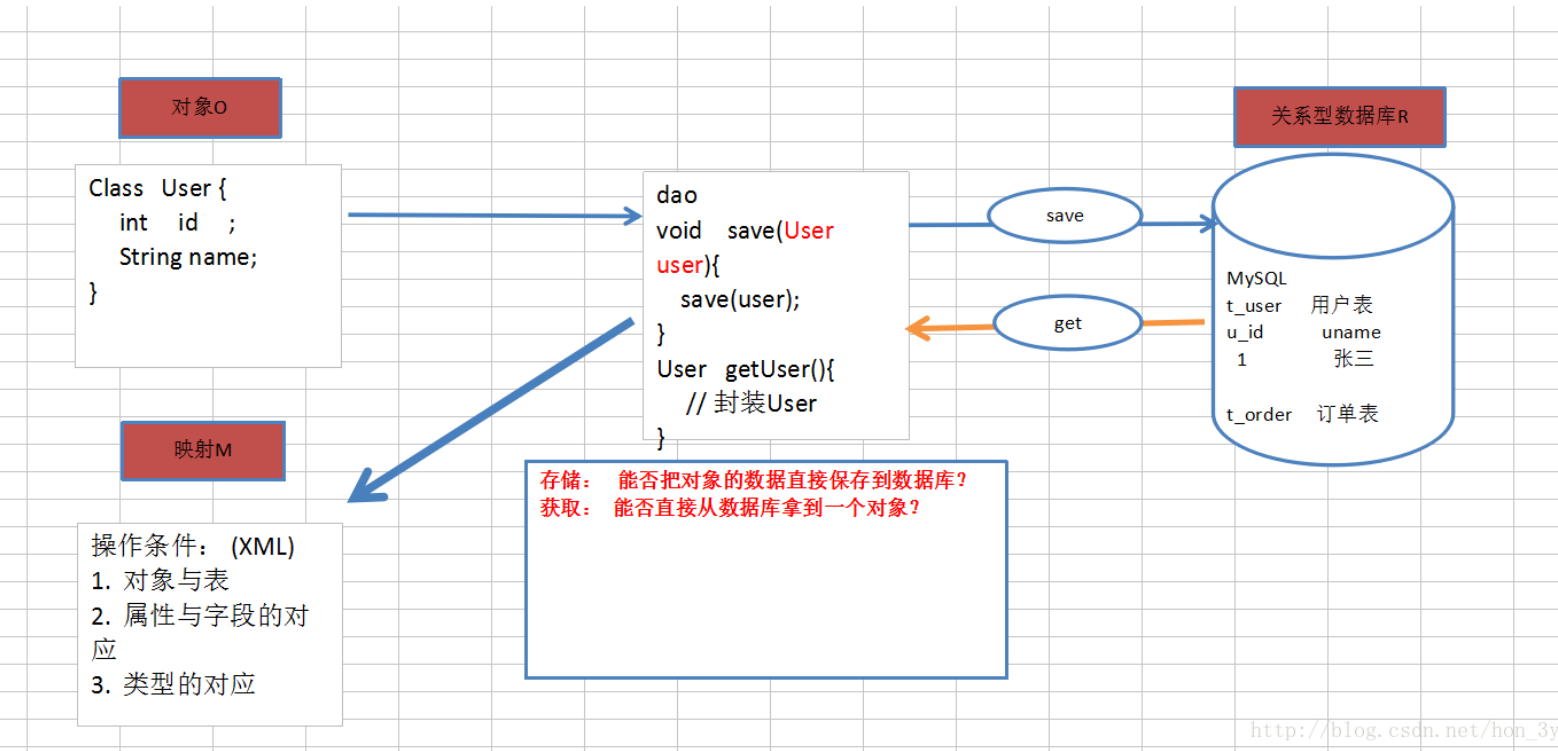 对象O
Class User {
int id ;
String name;
}
映射M
操作条件： (XML)
1. 对象与表
2. 属性与字段的对
应
3. 类型的对应
dao
void save(User
user){
save(user);
}
User getUser(){
// 封装User
}
存储： 能否把对象的数据直接保存到数据库？
获取： 能否直接从数据库拿到一个对象？
save
get
关系型数据库R
MySQL
t_user 用户表
u_id uname
1 张三
t_order 订单表
http://blog.csdn.net/hon_3y